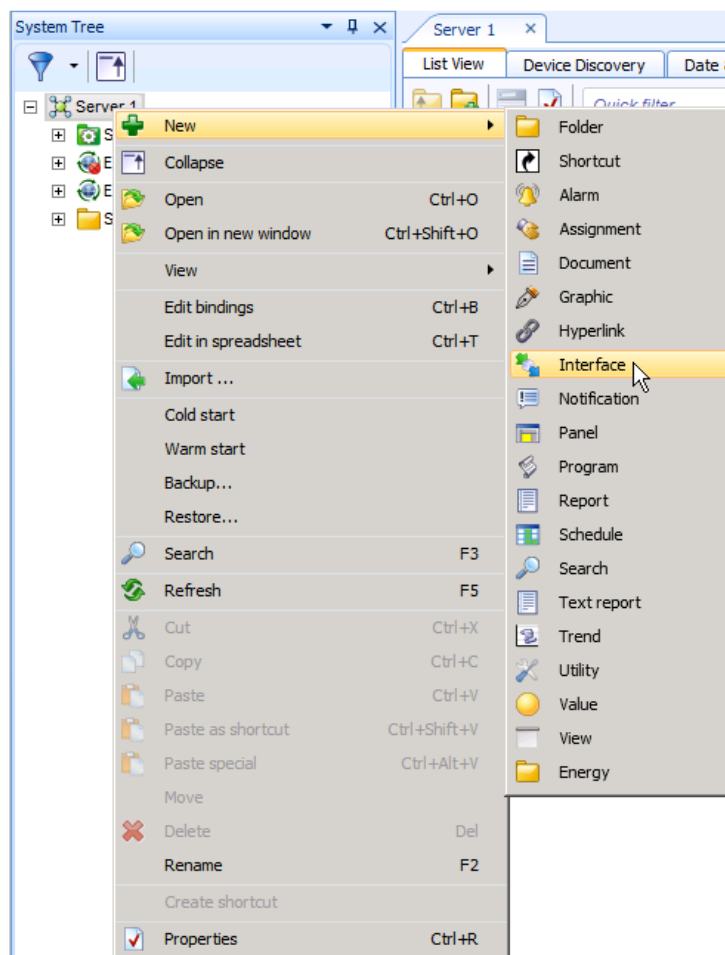 System Tree
Server 1
List View
Device Discovery
Date
Quick filter
Server 1
S
E
E
S
New
Collapse
Open Ctrl+O
Open in new window Ctrl+Shift+O
View
Edit bindings Ctrl+B
Edit in spreadsheet Ctrl+T
Import ...
Cold start
Warm start
Backup...
Restore...
Search F3
Refresh F5
Cut Ctrl+X
Copy Ctrl+C
Paste Ctrl+V
Paste as shortcut Ctrl+Shift+V
Paste special Ctrl+Alt+V
Move
Delete Del
Rename F2
Create shortcut
Properties Ctrl+R
Folder
Shortcut
Alarm
Assignment
Document
Graphic
Hyperlink
Interface
Notification
Panel
Program
Report
Schedule
Search
Text report
Trend
Utility
Value
View
Energy